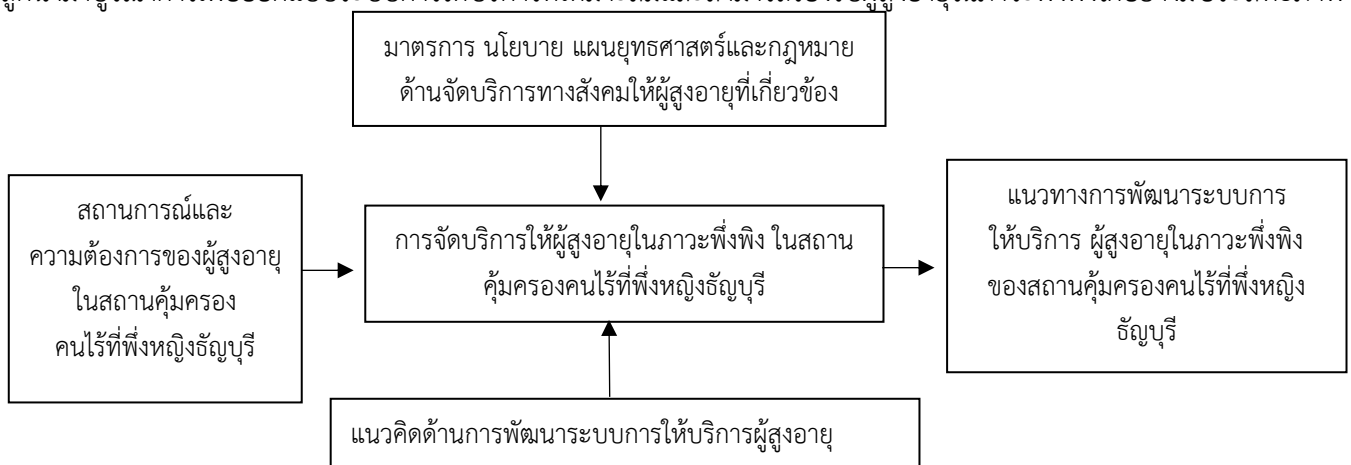 มาตรการ นโยบาย แผนยุทธศาสตร์และกฎหมาย
ด้านจัดบริการทางสังคมให้ผู้สูงอายุที่เกี่ยวข้อง
สถานการณ์และ
ความต้องการของผู้สูงอายุ
ในสถานคุ้มครอง
คนไร้ที่พึ่งหญิงธัญบุรี
การจัดบริการให้ผู้สูงอายุในภาวะพึ่งพิง ในสถาน
คุ้มครองคนไร้ที่พึ่งหญิงธัญบุรี
แนวทางการพัฒนาระบบการ
ให้บริการ ผู้สูงอายุในภาวะพึ่งพิง
ของสถานคุ้มครองคนไร้ที่พึ่งหญิง
ธัญบุรี
แนวคิดด้านการพัฒนาระบบการให้บริการผู้สูงอายุ